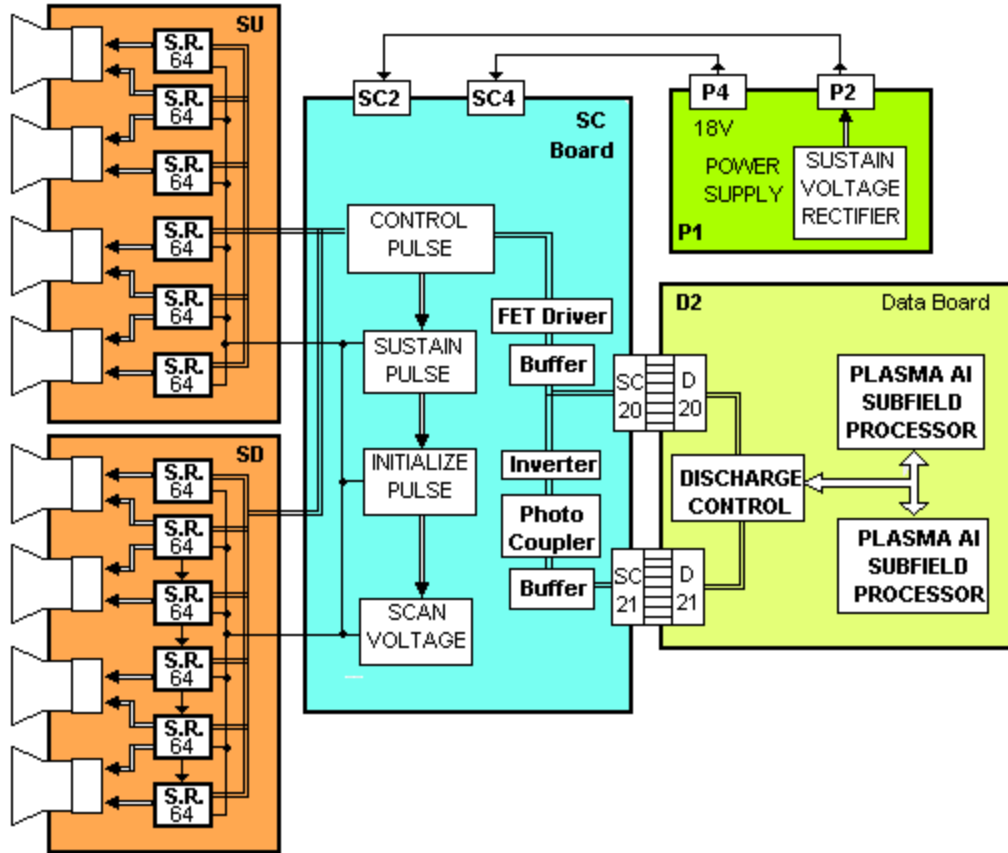 SU
S.R.
64
S.R.
64
S.R.
64
S.R.
64
S.R.
64
S.R.
64
SD
S.R.
64
S.R.
64
S.R.
64
S.R.
64
S.R.
64
S.R.
64
SC2
SC4
SC
Board
CONTROL
PULSE
SUSTAIN
PULSE
INITIALIZE
PULSE
SCAN
VOLTAGE
FET Driver
Buffer
Inverter
Photo
Coupler
Buffer
SC
20
D
20
SC
21
D
21
P4
P2
18V
POWER
SUPPLY
SUSTAIN
VOLTAGE
RECTIFIER
P1
D2
Data Board
PLASMA AI
SUBFIELD
PROCESSOR
DISCHARGE
CONTROL
PLASMA AI
SUBFIELD
PROCESSOR